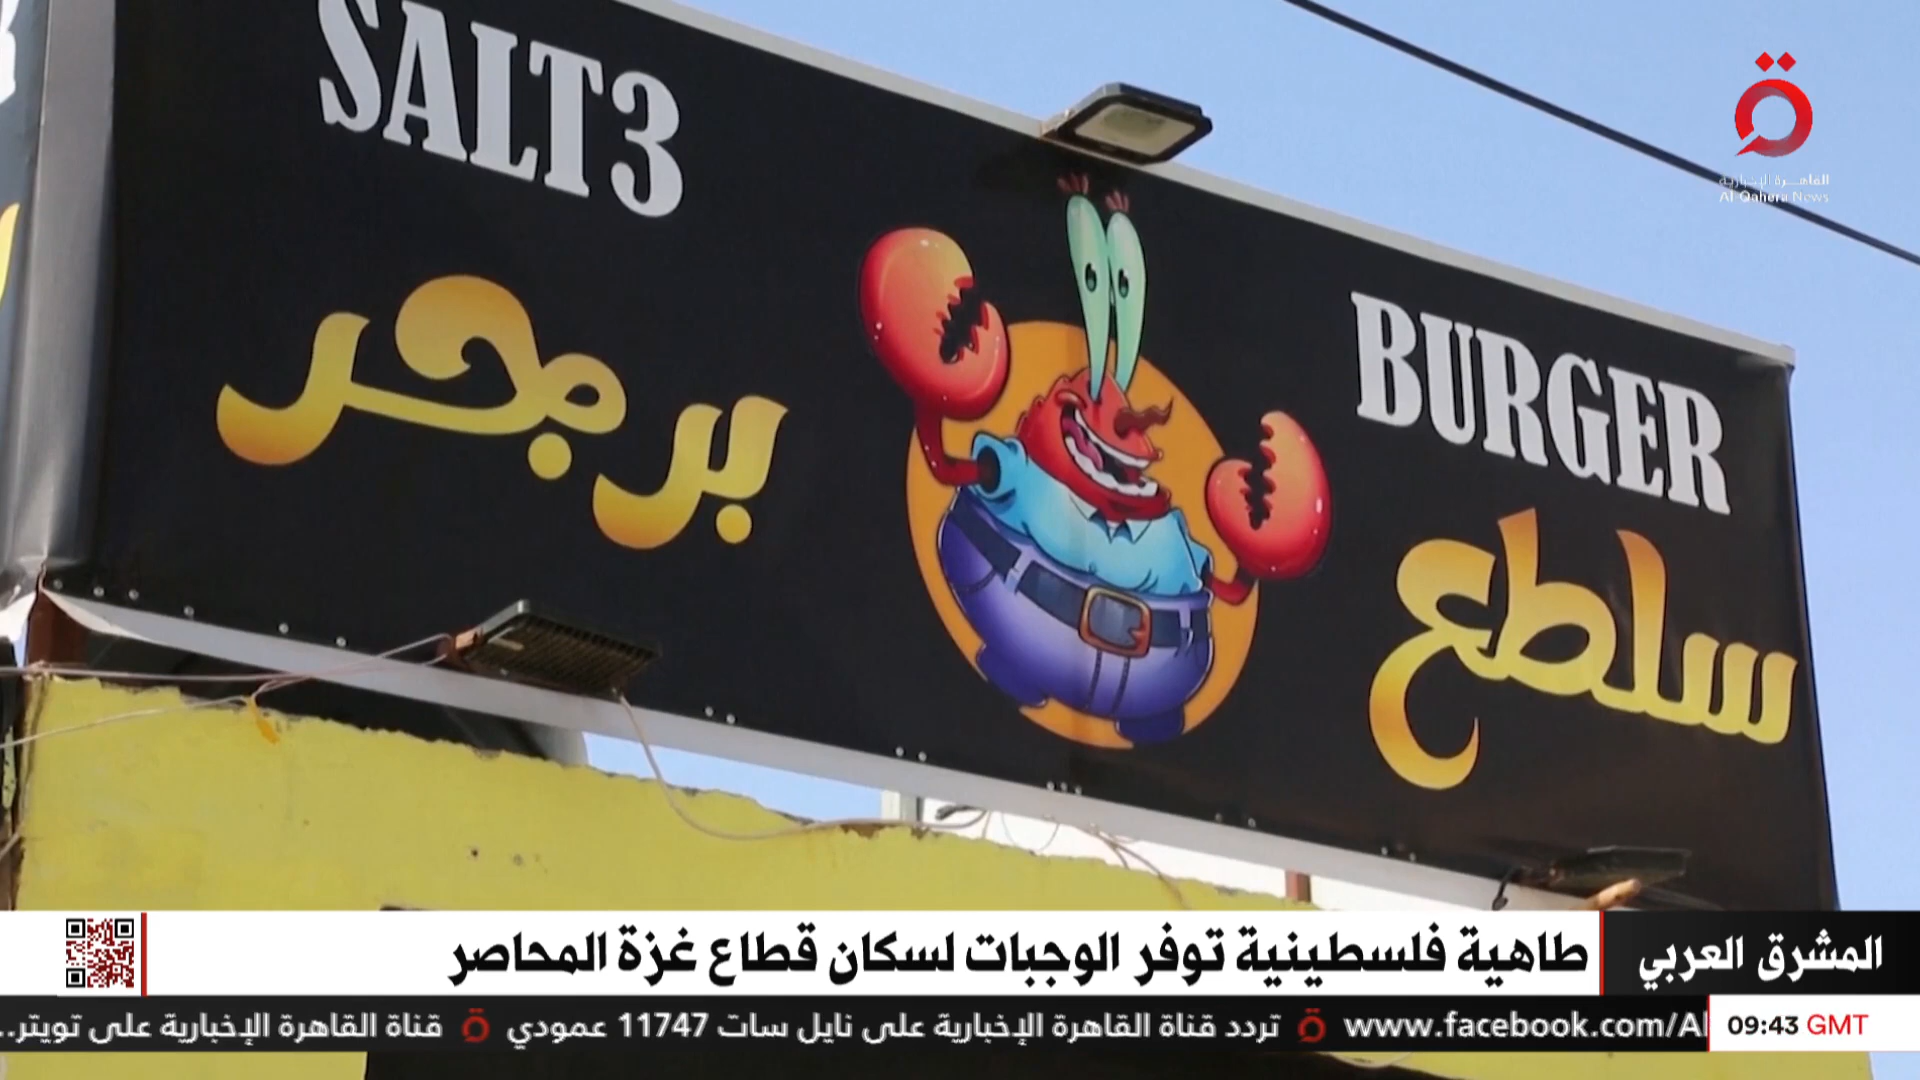 SALT3
BURGER
سلطع
برجر
القاهرة الإخبارية
Al Qahera News
المشرق العربي
طاهية فلسطينية توفر الوجبات لسكان قطاع غزة المحاصر
09:43 GMT
www.facebook.com/Al
تردد قناة القاهرة الإخبارية على نايل سات 11747 عمودي
قناة القاهرة الإخبارية على تويتر..